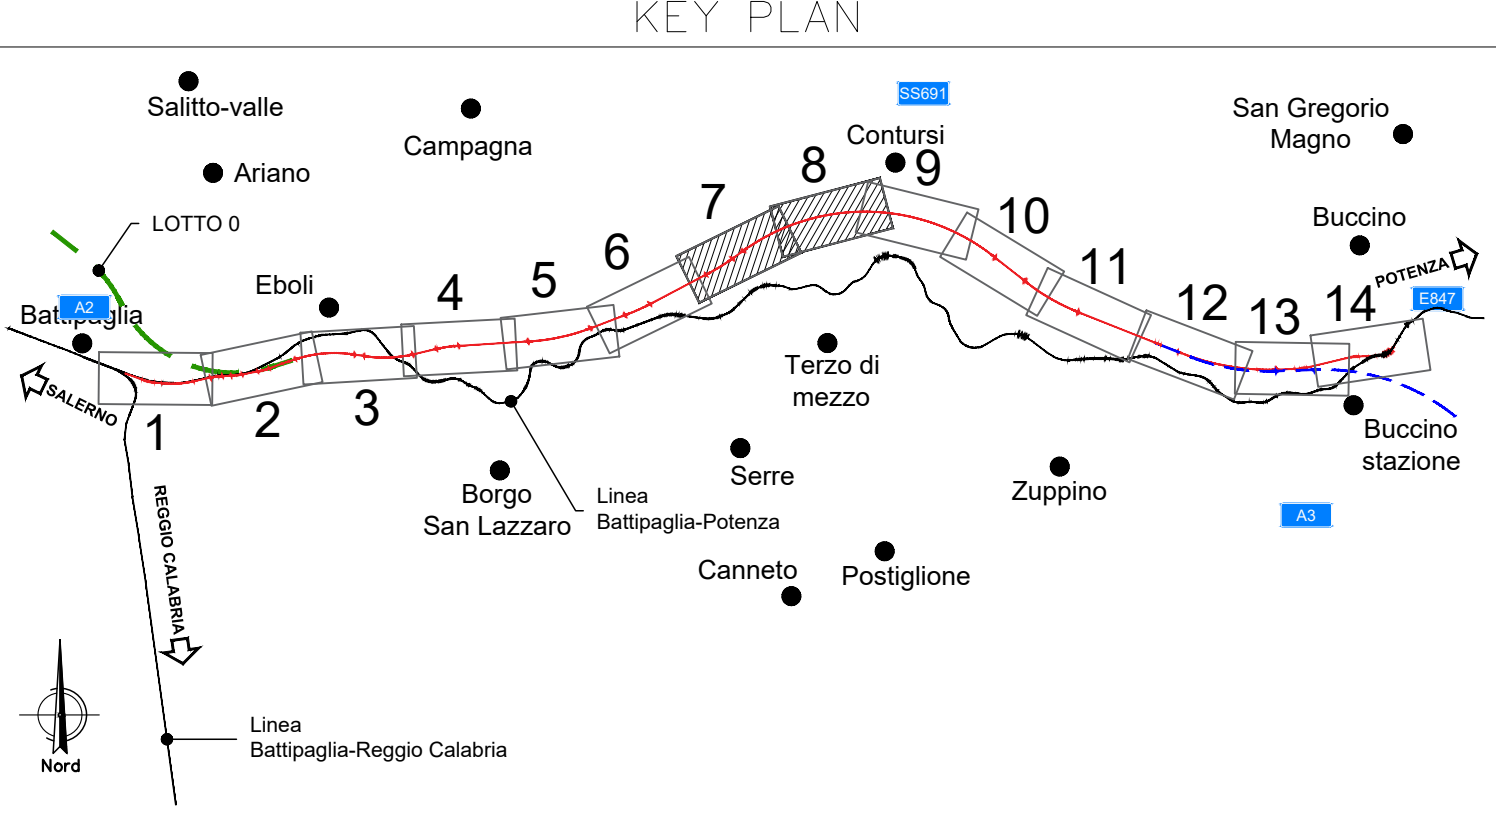 KEY PLAN
Salitto-valle
Campagna
SS691
Contursi
San Gregorio
Magno
Ariano
LOTTO 0
Eboli
Buccino
POTENZA
E847
A2
Battipaglia
SALERNO
1
2
3
4
5
6
7
8
9
10
11
12
13
14
Terzo di
mezzo
Buccino
stazione
Serre
Zuppino
Borgo
San Lazzaro
Linea
Battipaglia-Potenza
A3
Canneto
Postiglione
REGGIO CALABRIA
Linea
Battipaglia-Reggio Calabria
Nord